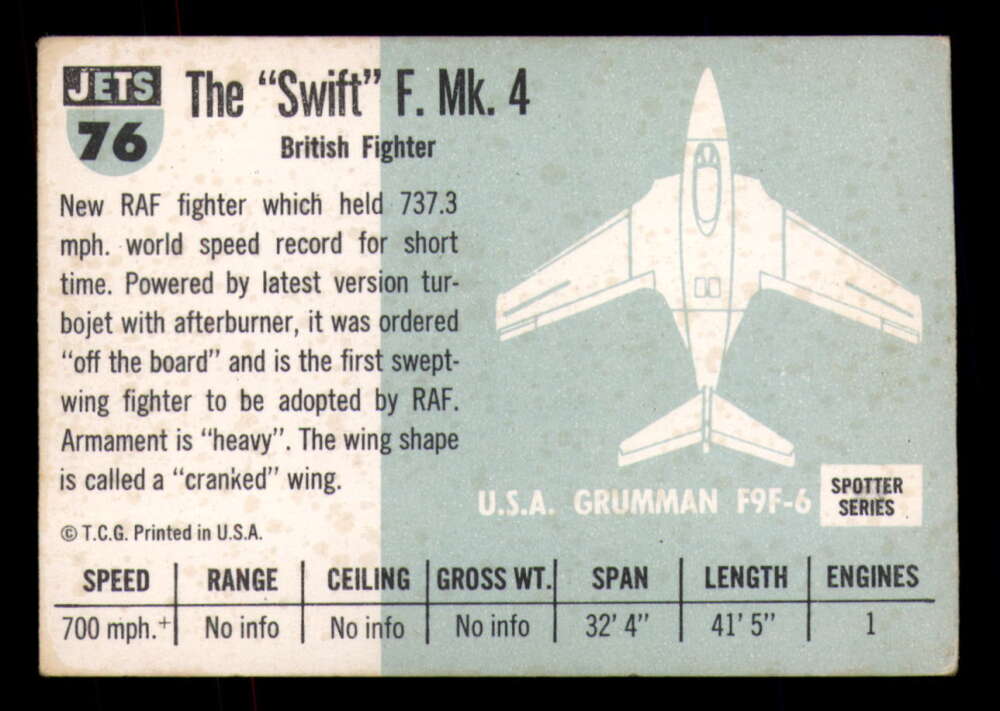 JETS
76
The “Swift” F. Mk. 4
British Fighter
New RAF fighter which held 737.3
mph. world speed record for short
time. Powered by latest version tur-
bojet with afterburner, it was ordered
“off the board” and is the first swept-
wing fighter to be adopted by RAF.
Armament is “heavy”. The wing shape
is called a “cranked” wing.
© T.C.G. Printed in U.S.A.
U.S.A. GRUMMAN F9F-6
SPOTTER
SERIES
SPEED RANGE CEILING GROSS WT. SPAN LENGTH ENGINES
700 mph.+ No info No info No info 32’ 4” 41’ 5” 1